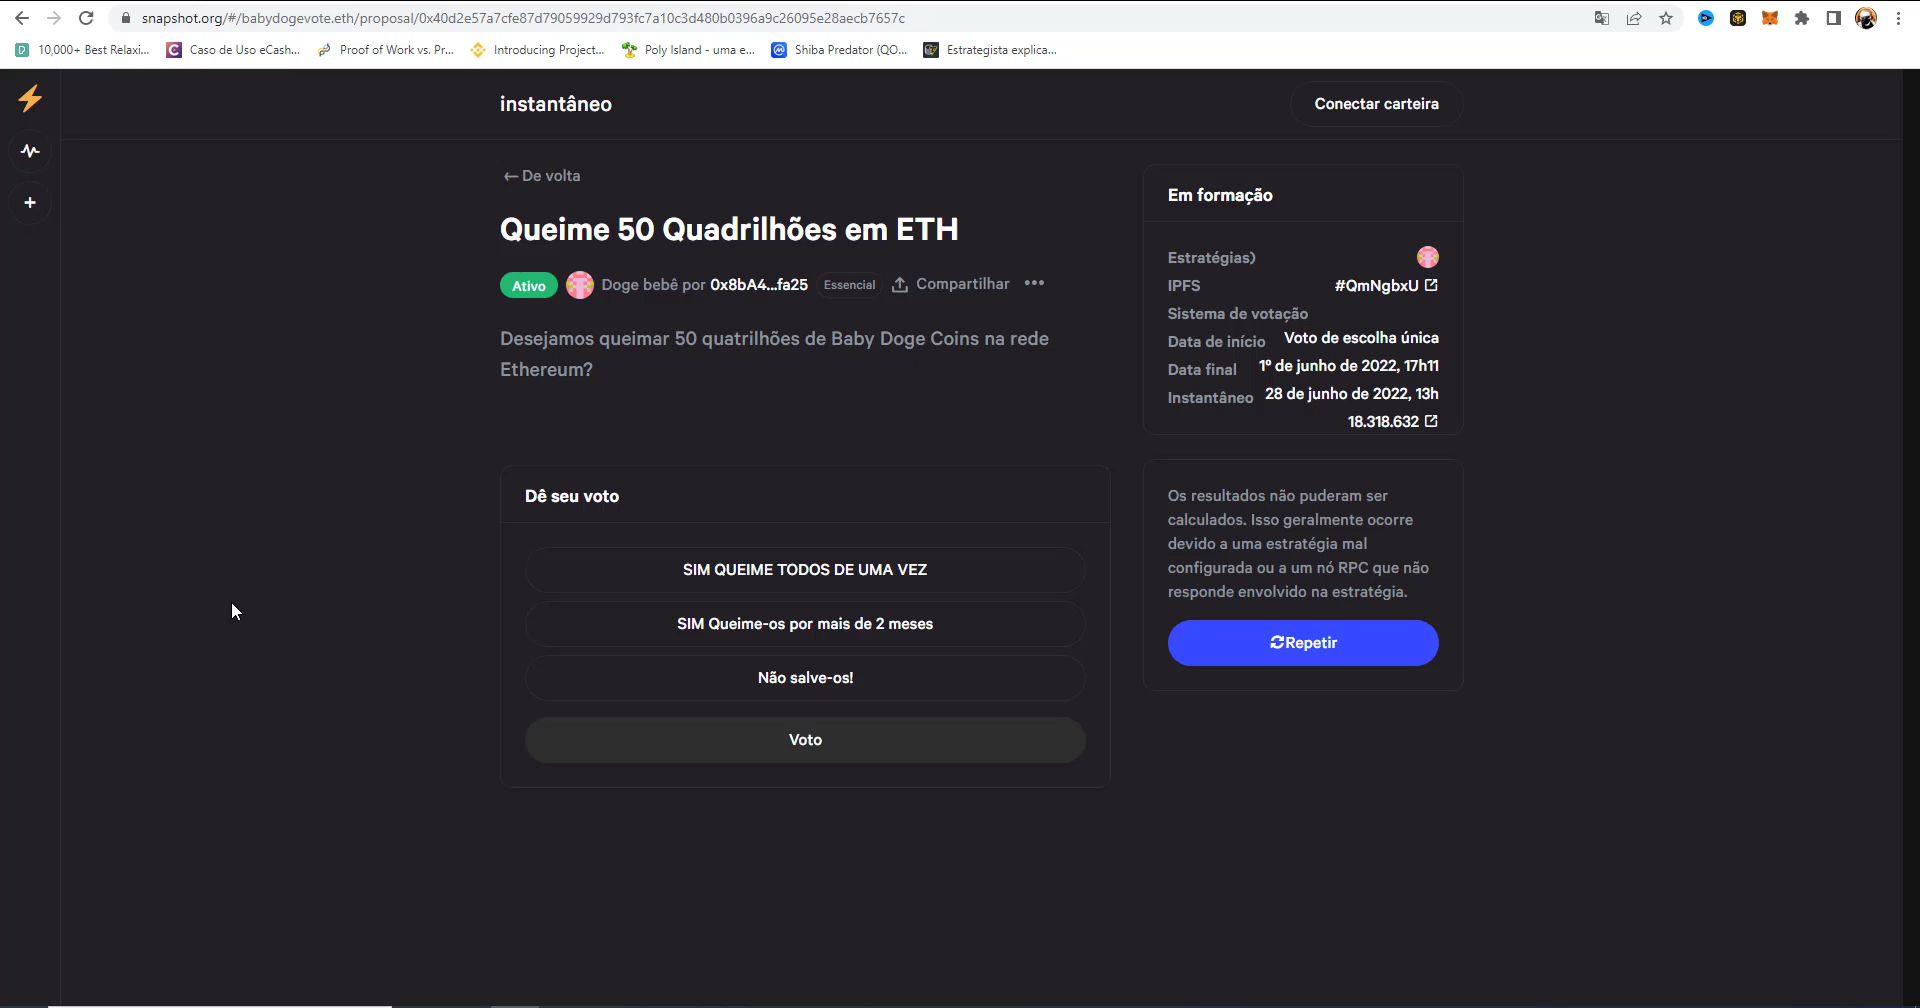 snapshot.org/#/babydogevote.eth/proposal/0x40d2e57a7cfe87d79059929d793fc7a10c3d480b0396a9c26095e28aecb7657c
10,000+ Best Relaxi... Caso de Uso eCash... Proof of Work vs. Pr... Introducing Project... Poly Island - uma e... Shiba Predator (QO... Estrategista explica...
instantâneo
Conectar carteira
← De volta
Queime 50 Quadrilhões em ETH
Ativo Doge bebê por 0x8bA4...fa25 Essencial Compartilhar
Desejamos queimar 50 quatrilhões de Baby Doge Coins na rede
Ethereum?
Dê seu voto
SIM QUEIME TODOS DE UMA VEZ
SIM Queime-os por mais de 2 meses
Não salve-os!
Voto
Em formação
Estratégias)
IPFS #QmNgbxU
Sistema de votação
Voto de escolha única
Data de início
1º de junho de 2022, 17h11
Data final
28 de junho de 2022, 13h
Instantâneo
18.318.632
Os resultados não puderam ser
calculados. Isso geralmente ocorre
devido a uma estratégia mal
configurada ou a um nó RPC que não
responde envolvido na estratégia.
Repetir